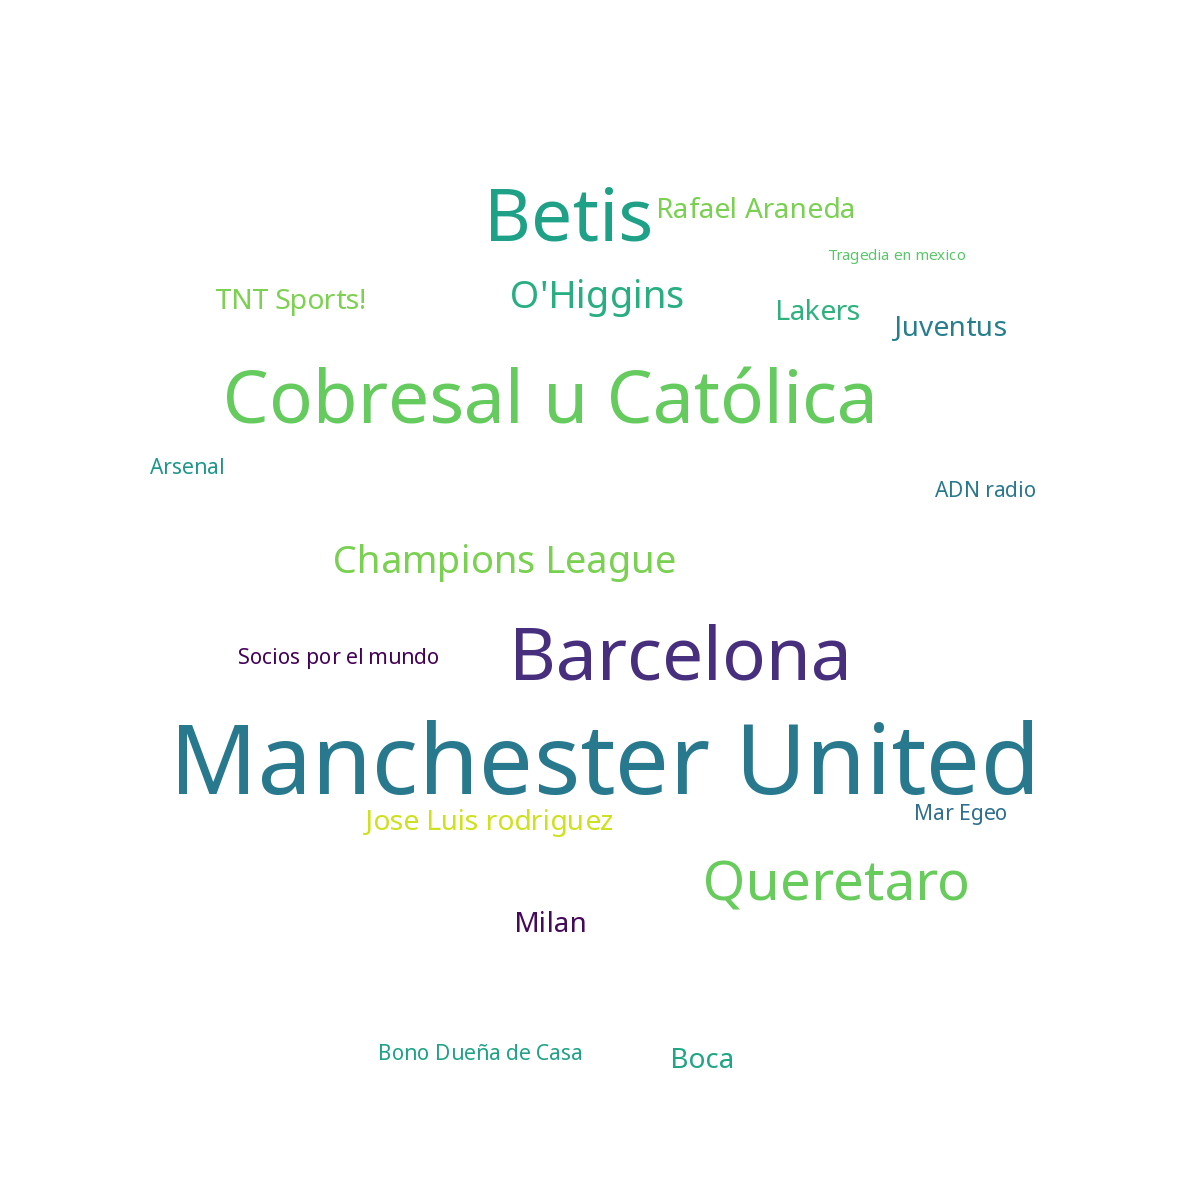 Betis
Rafael Araneda
Tragedia en mexico
TNT Sports!
O'Higgins
Lakers
Juventus
Cobresal u Católica
Arsenal
ADN radio
Champions League
Socios por el mundo
Barcelona
Manchester United
Jose Luis rodriguez
Mar Egeo
Queretaro
Milan
Bono Dueña de Casa
Boca